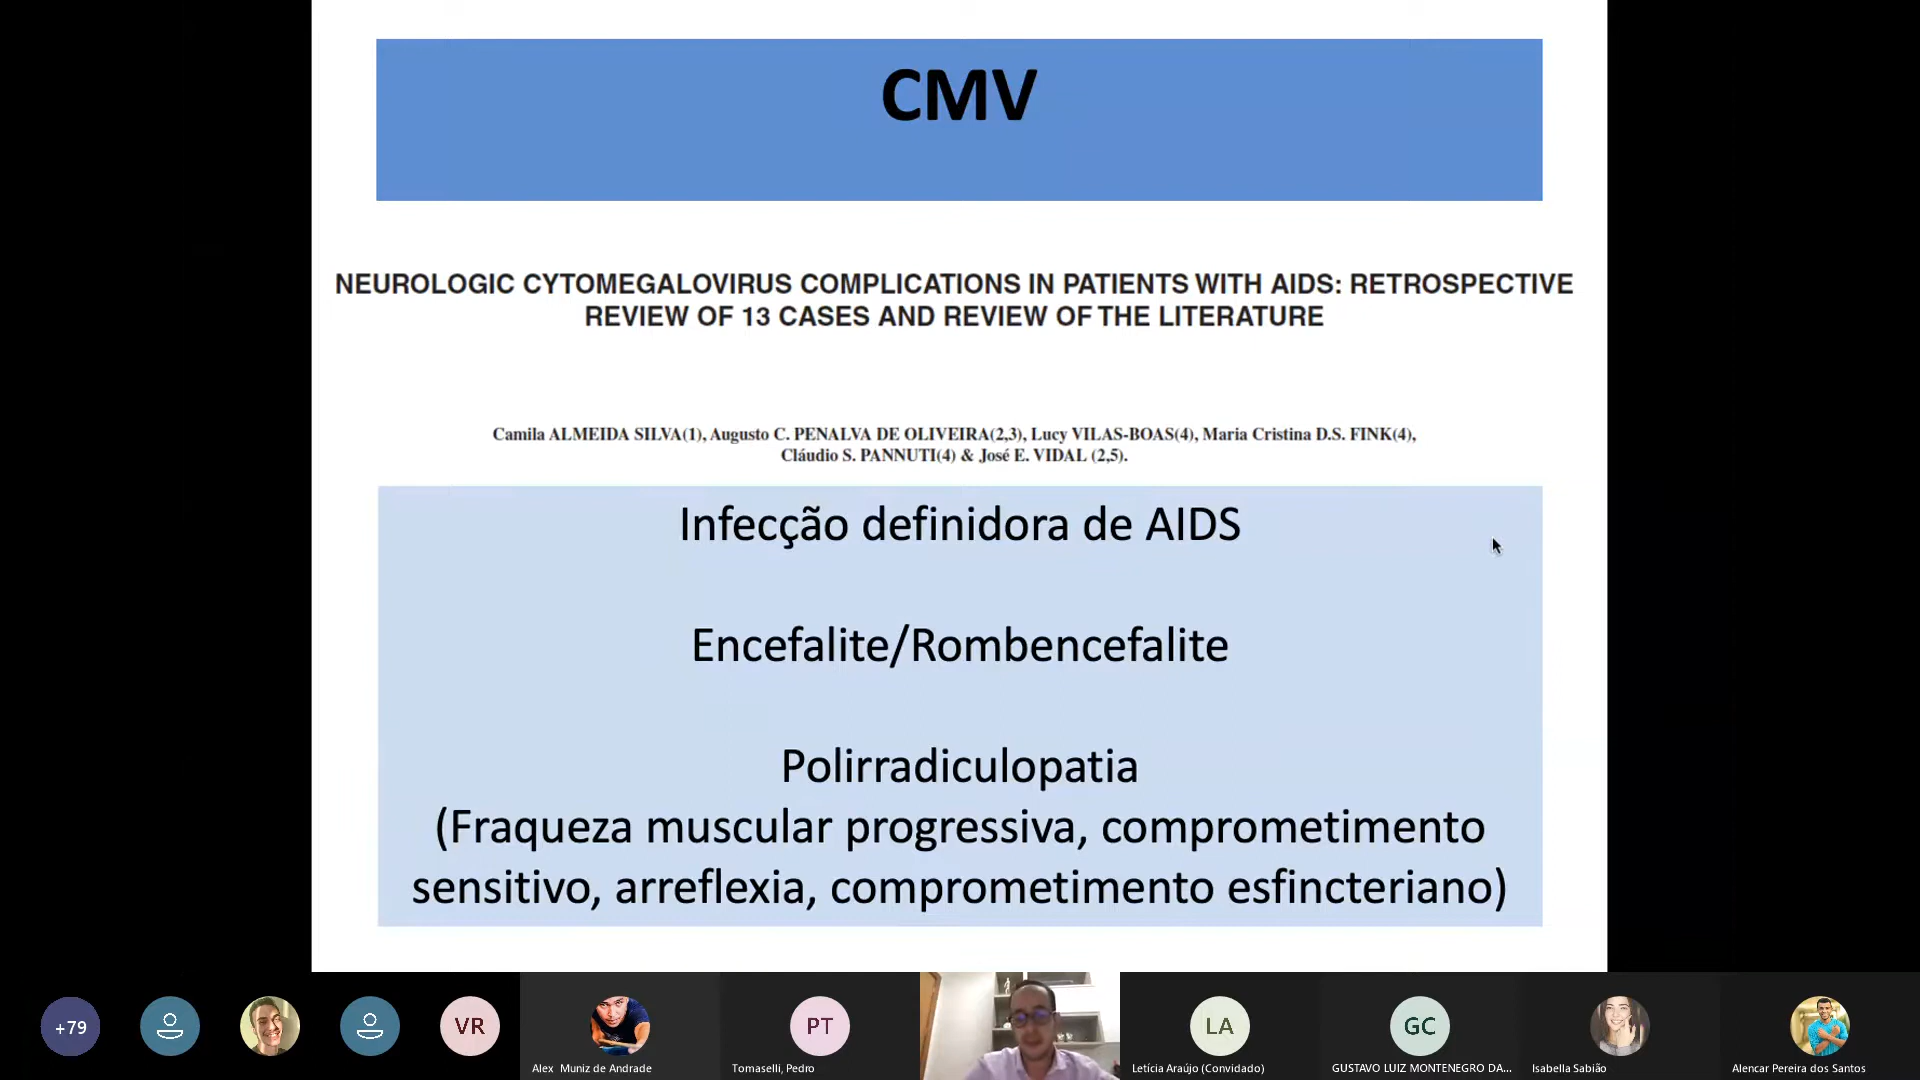 CMV
NEUROLOGIC CYTOMEGALOVIRUS COMPLICATIONS IN PATIENTS WITH AIDS: RETROSPECTIVE
REVIEW OF 13 CASES AND REVIEW OF THE LITERATURE
Camila ALMEIDA SILVA(1), Augusto C. PENALVA DE OLIVEIRA(2,3), Lucy VILAS-BOAS(4), Maria Cristina D.S. FINK(4),
Cláudio S. PANNUTI(4) & José E. VIDAL (2,5).
Infecção definidora de AIDS
Encefalite/Rombencefalite
Polirradiculopatia
(Fraqueza muscular progressiva, comprometimento
sensitivo, arreflexia, comprometimento esfincteriano)
+79
VR
PT
LA
GC
Alex Muniz de Andrade
Tomaselli, Pedro
Letícia Araújo (Convidado)
GUSTAVO LUIZ MONTENEGRO DA...
Isabella Sabião
Alencar Pereira dos Santos